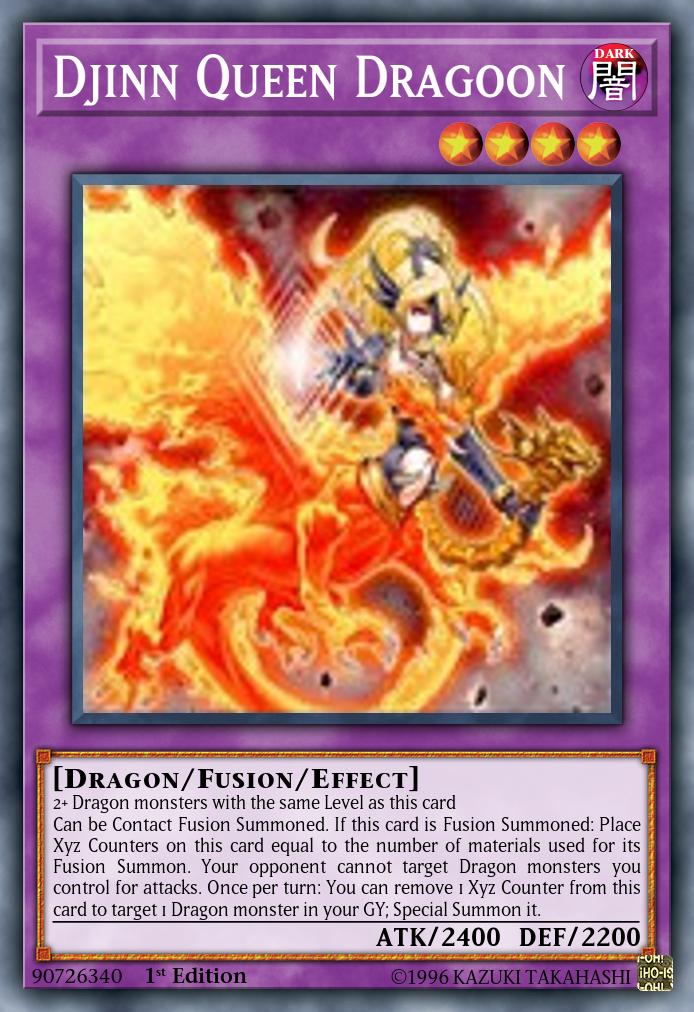 Djinn Queen Dragoon
DARK
闇
[Dragon/Fusion/Effect]
2+ Dragon monsters with the same Level as this card
Can be Contact Fusion Summoned. If this card is Fusion Summoned: Place
Xyz Counters on this card equal to the number of materials used for its
Fusion Summon. Your opponent cannot target Dragon monsters you
control for attacks. Once per turn: You can remove 1 Xyz Counter from this
card to target 1 Dragon monster in your GY; Special Summon it.
ATK/2400 DEF/2200
90726340 1st Edition ©1996 KAZUKI TAKAHASHI